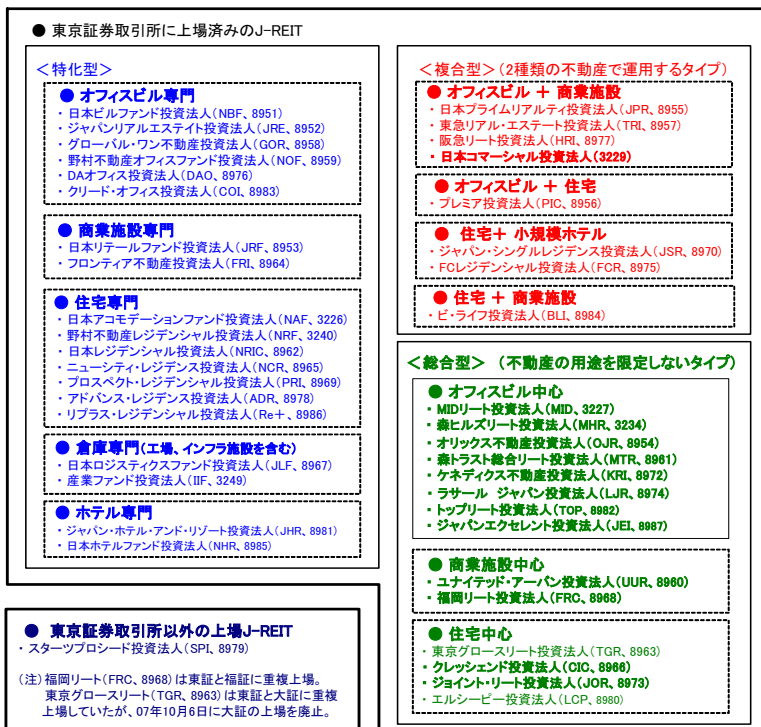 ● 東京証券取引所に上場済みのJ-REIT
＜特化型＞
● オフィスビル専門
・日本ビルファンド投資法人(NBF、8951)
・ジャパンリアルエステイト投資法人(JRE、8952)
・グローバル・ワン不動産投資法人(GOR、8958)
・野村不動産オフィスファンド投資法人(NOF、8959)
・DAオフィス投資法人(DAO、8976)
・クリード・オフィス投資法人(COI、8983)
● 商業施設専門
・日本リテールファンド投資法人(JRF、8953)
・フロンティア不動産投資法人(FRI、8964)
● 住宅専門
・日本アコモデーションファンド投資法人(NAF、3226)
・野村不動産レジデンシャル投資法人(NRF、3240)
・日本レジデンシャル投資法人(NRIC、8962)
・ニューシティ・レジデンス投資法人(NCR、8965)
・プロスペクト・レジデンシャル投資法人(PRI、8969)
・アドバンス・レジデンス投資法人(ADR、8978)
・リプラス・レジデンシャル投資法人(Re＋、8986)
● 倉庫専門(工場、インフラ施設を含む)
・日本ロジスティクスファンド投資法人(JLF、8967)
・産業ファンド投資法人(IIF、3249)
● ホテル専門
・ジャパン・ホテル・アンド・リゾート投資法人(JHR、8981)
・日本ホテルファンド投資法人(NHR、8985)
＜複合型＞(2種類の不動産で運用するタイプ)
● オフィスビル ＋ 商業施設
・日本プライムリアルティ投資法人(JPR、8955)
・東急リアル・エステート投資法人(TRI、8957)
・阪急リート投資法人(HRI、8977)
・日本コマーシャル投資法人(3229)
● オフィスビル ＋ 住宅
・プレミア投資法人(PIC、8956)
● 住宅＋ 小規模ホテル
・ジャパン・シングルレジデンス投資法人(JSR、8970)
・FCレジデンシャル投資法人(FCR、8975)
● 住宅 ＋ 商業施設
・ビ・ライフ投資法人(BLI、8984)
＜総合型＞ (不動産の用途を限定しないタイプ)
● オフィスビル中心
・MIDリート投資法人(MID、3227)
・森ヒルズリート投資法人(MHR、3234)
・オリックス不動産投資法人(OJR、8954)
・森トラスト総合リート投資法人(MTR、8961)
・ケネディクス不動産投資法人(KRI、8972)
・ラサール ジャパン投資法人(LJR、8974)
・トップリート投資法人(TOP、8982)
・ジャパンエクセレント投資法人(JEI、8987)
● 商業施設中心
・ユナイテッド・アーバン投資法人(UUR、8960)
・福岡リート投資法人(FRC、8968)
● 住宅中心
・東京グロースリート投資法人(TGR、8963)
・クレッシェンド投資法人(CIC、8966)
・ジョイント・リート投資法人(JOR、8973)
・エルシーピー投資法人(LCP、8980)
● 東京証券取引所以外の上場J-REIT
・スターツプロシード投資法人(SPI、8979)
(注)福岡リート(FRC、8968)は東証と福証に重複上場。
東京グロースリート(TGR、8963)は東証と大証に重複
上場していたが、07年10月6日に大証の上場を廃止。